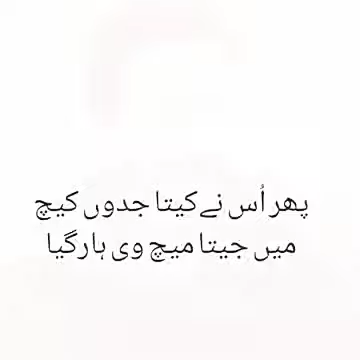 پھر اُس نے کیتا جدوں کیچ
میں جیتا میچ وی ہار گیا